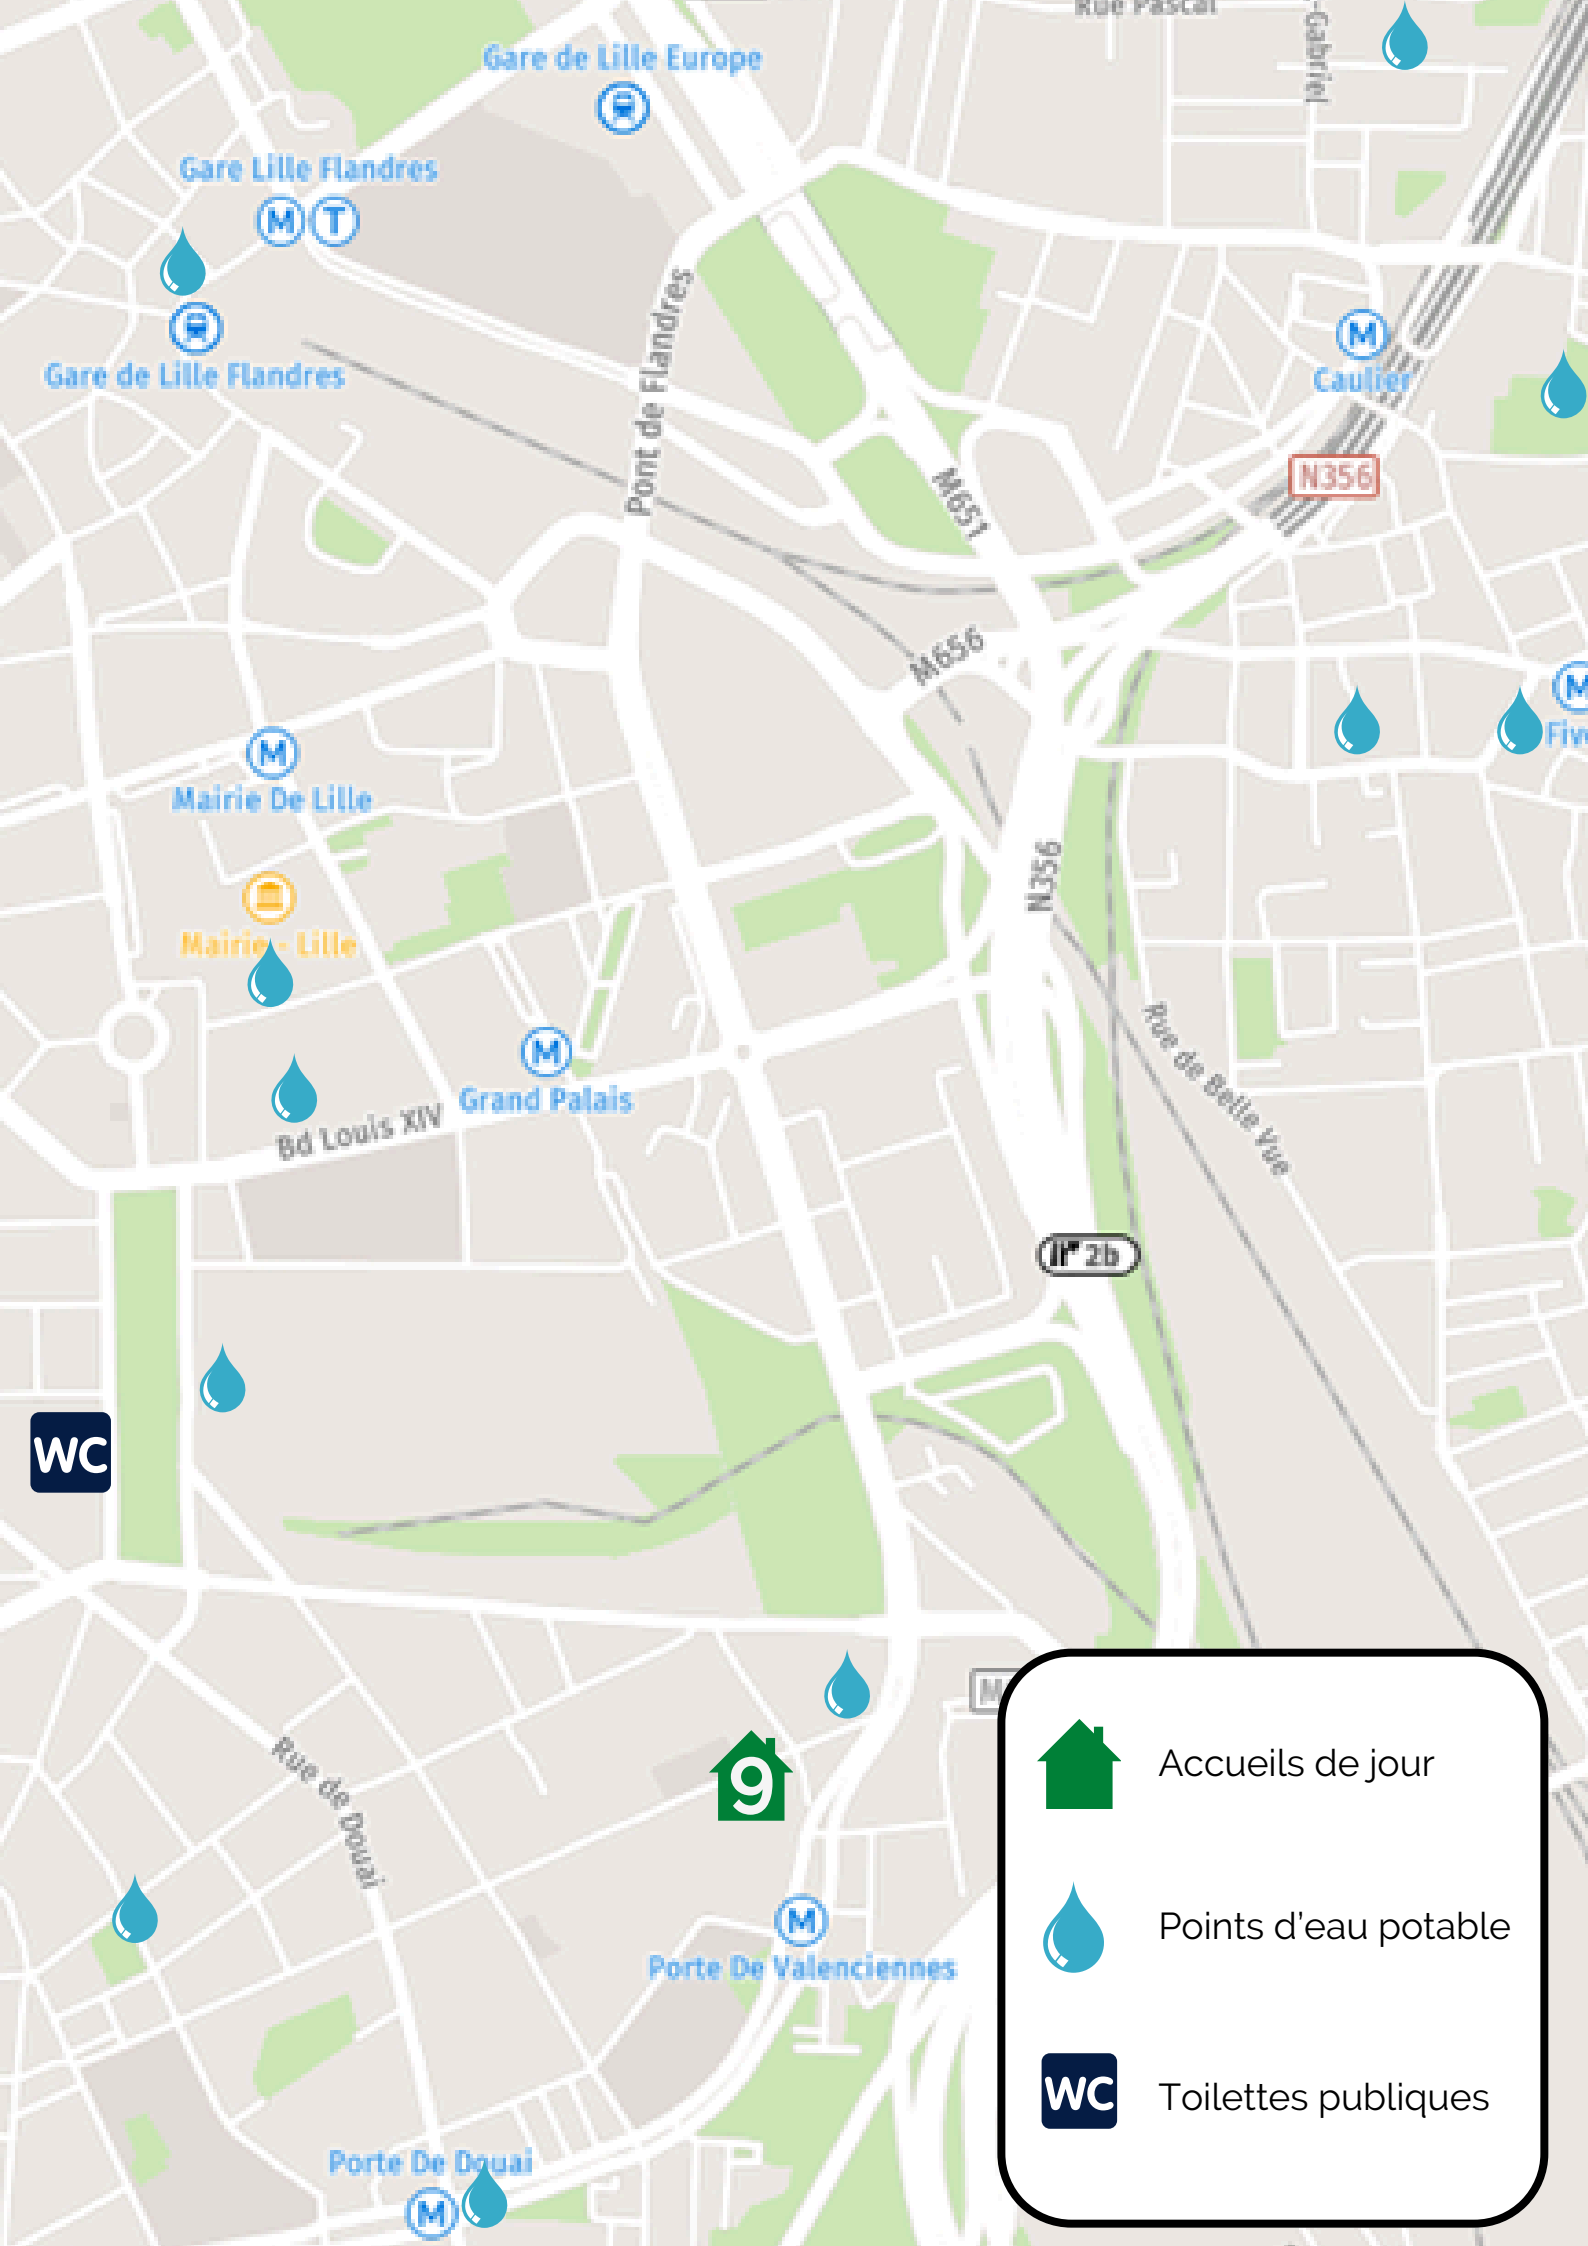 Rue Pascal
-Gabriel
Gare de Lille Europe
Gare Lille Flandres
M T
Gare de Lille Flandres
Pont de Flandres
M
Caulier
N356
M651
M656
M
M
Mairie De Lille
N356
Mairie - Lille
M
Grand Palais
Rue de Belle Vue
Bd Louis XIV
2b
WC
9
Rue de Douai
M
Porte De Valenciennes
Porte De Douai
M
Accueils de jour
Points d’eau potable
WC
Toilettes publiques